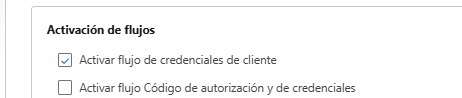 Activación de flujos
Activar flujo de credenciales de cliente
Activar flujo Código de autorización y de credenciales